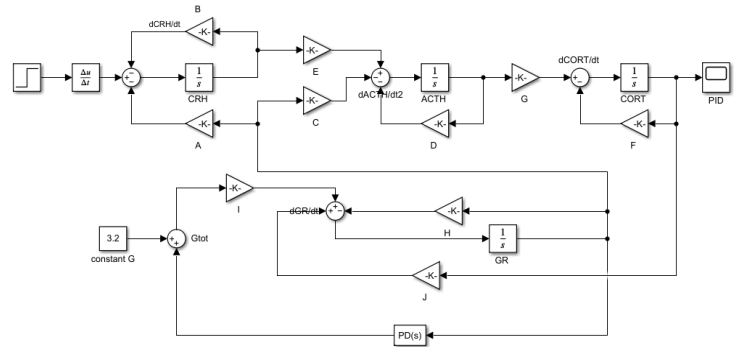 B
dCRH/dt
-K-
Δu
Δt
1
s
CRH
-K-
A
-K-
E
-K-
C
dACTH/dt2
1
s
ACTH
-K-
D
-K-
G
dCORT/dt
1
s
CORT
-K-
F
PID
-K-
I
3.2
constant G
Gtot
dGR/dt
-K-
H
1
s
GR
-K-
J
PD(s)